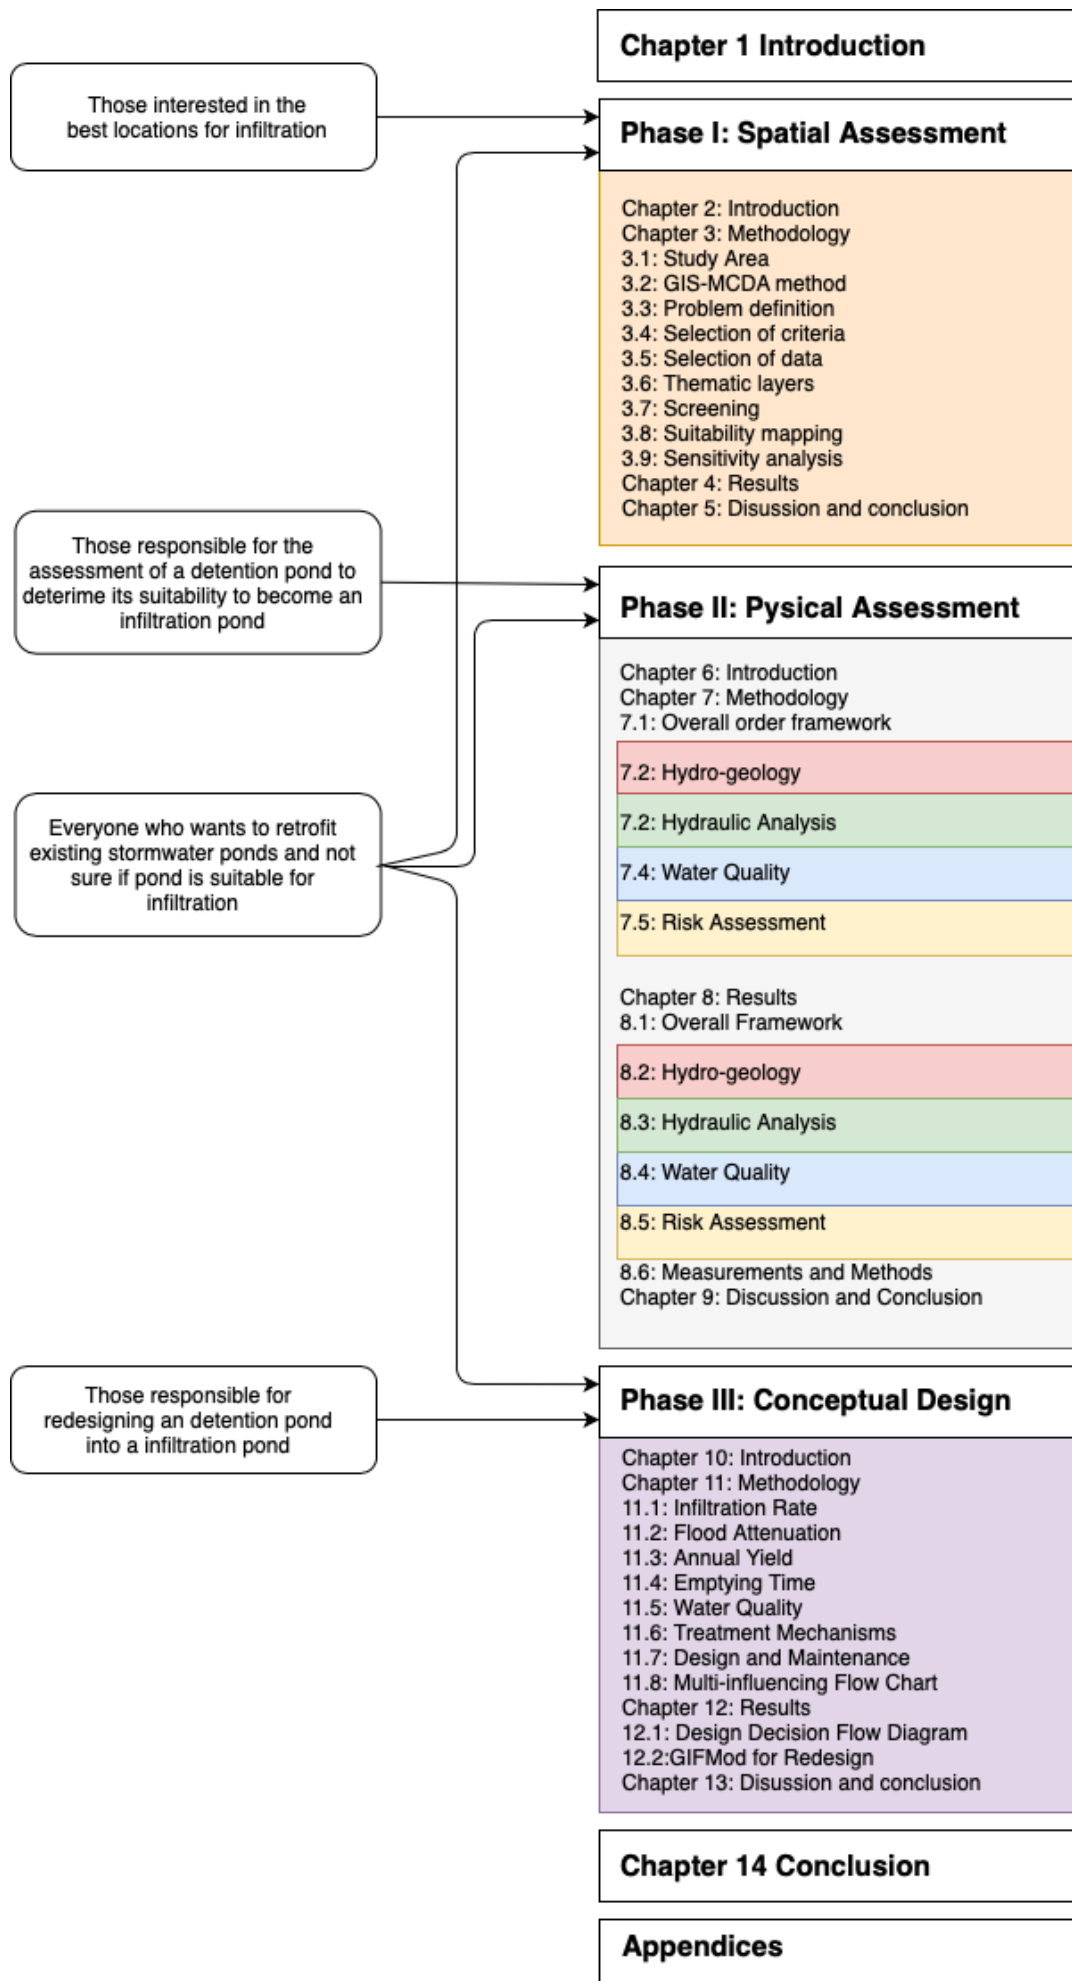 Chapter 1 Introduction
Those interested in the
best locations for infiltration
Phase I: Spatial Assessment
Chapter 2: Introduction
Chapter 3: Methodology
3.1: Study Area
3.2: GIS-MCDA method
3.3: Problem definition
3.4: Selection of criteria
3.5: Selection of data
3.6: Thematic layers
3.7: Screening
3.8: Suitability mapping
3.9: Sensitivity analysis
Chapter 4: Results
Chapter 5: Disussion and conclusion
Those responsible for the
assessment of a detention pond to
deterime its suitability to become an
infiltration pond
Phase II: Pysical Assessment
Chapter 6: Introduction
Chapter 7: Methodology
7.1: Overall order framework
7.2: Hydro-geology
7.2: Hydraulic Analysis
7.4: Water Quality
7.5: Risk Assessment
Everyone who wants to retrofit
existing stormwater ponds and not
sure if pond is suitable for
infiltration
Chapter 8: Results
8.1: Overall Framework
8.2: Hydro-geology
8.3: Hydraulic Analysis
8.4: Water Quality
8.5: Risk Assessment
8.6: Measurements and Methods
Chapter 9: Discussion and Conclusion
Those responsible for
redesigning an detention pond
into a infiltration pond
Phase III: Conceptual Design
Chapter 10: Introduction
Chapter 11: Methodology
11.1: Infiltration Rate
11.2: Flood Attenuation
11.3: Annual Yield
11.4: Emptying Time
11.5: Water Quality
11.6: Treatment Mechanisms
11.7: Design and Maintenance
11.8: Multi-influencing Flow Chart
Chapter 12: Results
12.1: Design Decision Flow Diagram
12.2:GIFMod for Redesign
Chapter 13: Disussion and conclusion
Chapter 14 Conclusion
Appendices